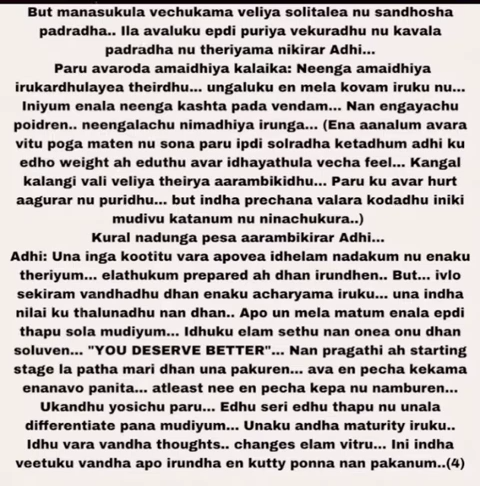 But manasukula vechukama veliya solitalea nu sandhosha
padradha.. Ila avaluku epdi puriya vekuradhu nu kavala
padradha nu theriyama nikirar Adhi...
Paru avaroda amaidhiya kalaika: Neenga amaidhiya
irukardhulayea theirdhu... ungaluku en mela kovam iruku nu...
Iniyum enala neenga kashta pada vendam... Nan engayachu
poidren.. neengalachu nimadhiya irunga... (Ena aanalum avara
vitu poga maten nu sona paru ipdi solradha ketadhum adhi ku
edho weight ah eduthu avar idhayathula vecha feel... Kangal
kalangi vali veliya theirya aarambikidhu... Paru ku avar hurt
aagurar nu puridhu... but indha prechana valara kodadhu iniki
mudivu katanum nu ninachukura..)
Kural nadunga pesa aarambikirar Adhi...
Adhi: Una inga kootitu vara apovea idhelam nadakum nu enaku
theriyum... elathukum prepared ah dhan irundhen.. But... ivlo
sekiram vandhadhu dhan enaku acharyama iruku... una indha
nilai ku thalunadhu nan dhan.. Apo un mela matum enala epdi
thapu sola mudiyum... Idhuku elam sethu nan onea onu dhan
soluven... "YOU DESERVE BETTER"... Nan pragathi ah starting
stage la patha mari dhan una pakuren... ava en pecha kekama
enanavo panita... atleast nee en pecha kepa nu namburen...
Ukandhu yosichu paru... Edhu seri edhu thapu nu unala
differentiate pana mudiyum... Unaku andha maturity iruku..
Idhu vara vandha thoughts.. changes elam vitru... Ini indha
veetuku vandha apo irundha en kutty ponna nan pakanum..(4)